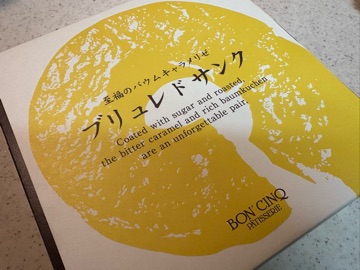 至福のバウムキャラメリゼ
ブリュレ ド サンク
Coated with sugar and roasted,
the bitter caramel and rich baumkuchen
are an unforgettable pair.
BON' CINQ
PATISSERIE